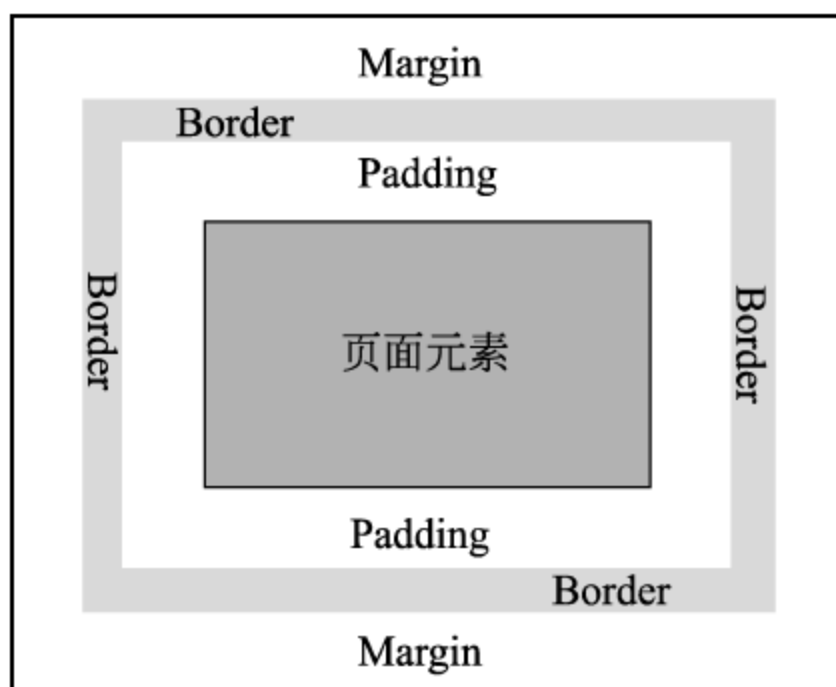 Margin
Border
Padding
Border
页面元素
Border
Padding
Border
Margin